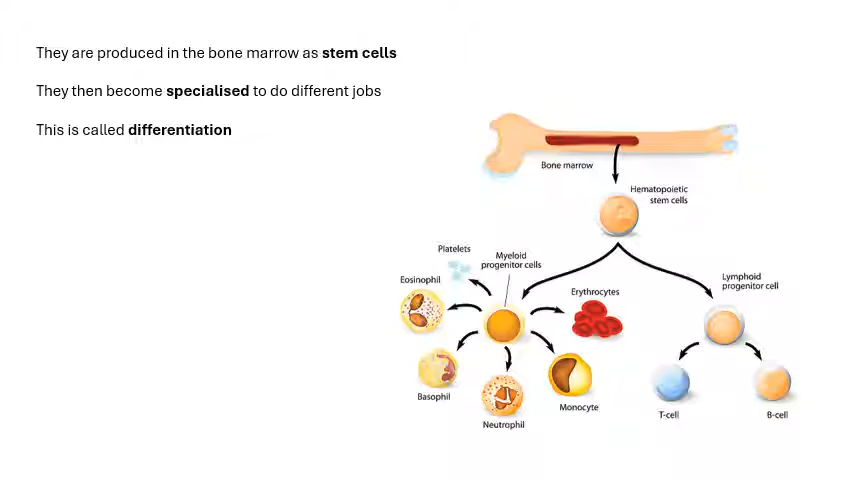 They are produced in the bone marrow as stem cells
They then become specialised to do different jobs
This is called differentiation
Bone marrow
Hematopoietic
stem cells
Platelets
Myeloid
progenitor cells
Eosinophil
Erythrocytes
Lymphoid
progenitor cell
Basophil
Neutrophil
Monocyte
T-cell
B-cell